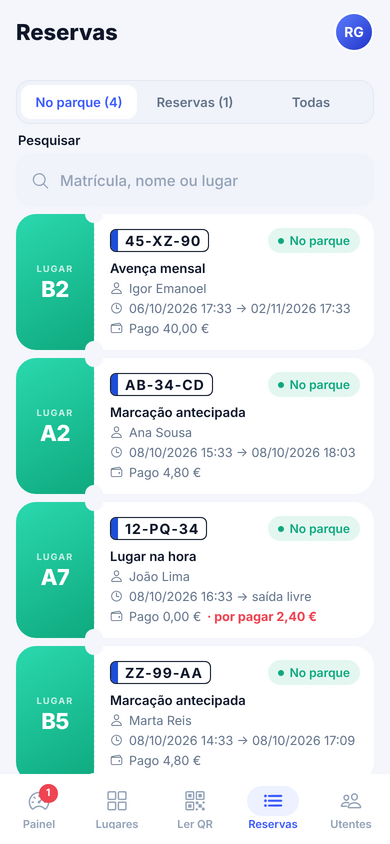 Reservas
RG
No parque (4)
Reservas (1)
Todas
Pesquisar
Matrícula, nome ou lugar
LUGAR
B2
45-XZ-90
No parque
Avença mensal
Igor Emanoel
06/10/2026 17:33 → 02/11/2026 17:33
Pago 40,00 €
LUGAR
A2
AB-34-CD
No parque
Marcação antecipada
Ana Sousa
08/10/2026 15:33 → 08/10/2026 18:03
Pago 4,80 €
LUGAR
A7
12-PQ-34
No parque
Lugar na hora
João Lima
08/10/2026 16:33 → saída livre
Pago 0,00 € · por pagar 2,40 €
LUGAR
B5
ZZ-99-AA
No parque
Marcação antecipada
Marta Reis
08/10/2026 14:33 → 08/10/2026 17:09
Pago 4,80 €
1
Painel
Lugares
Ler QR
Reservas
Utentes